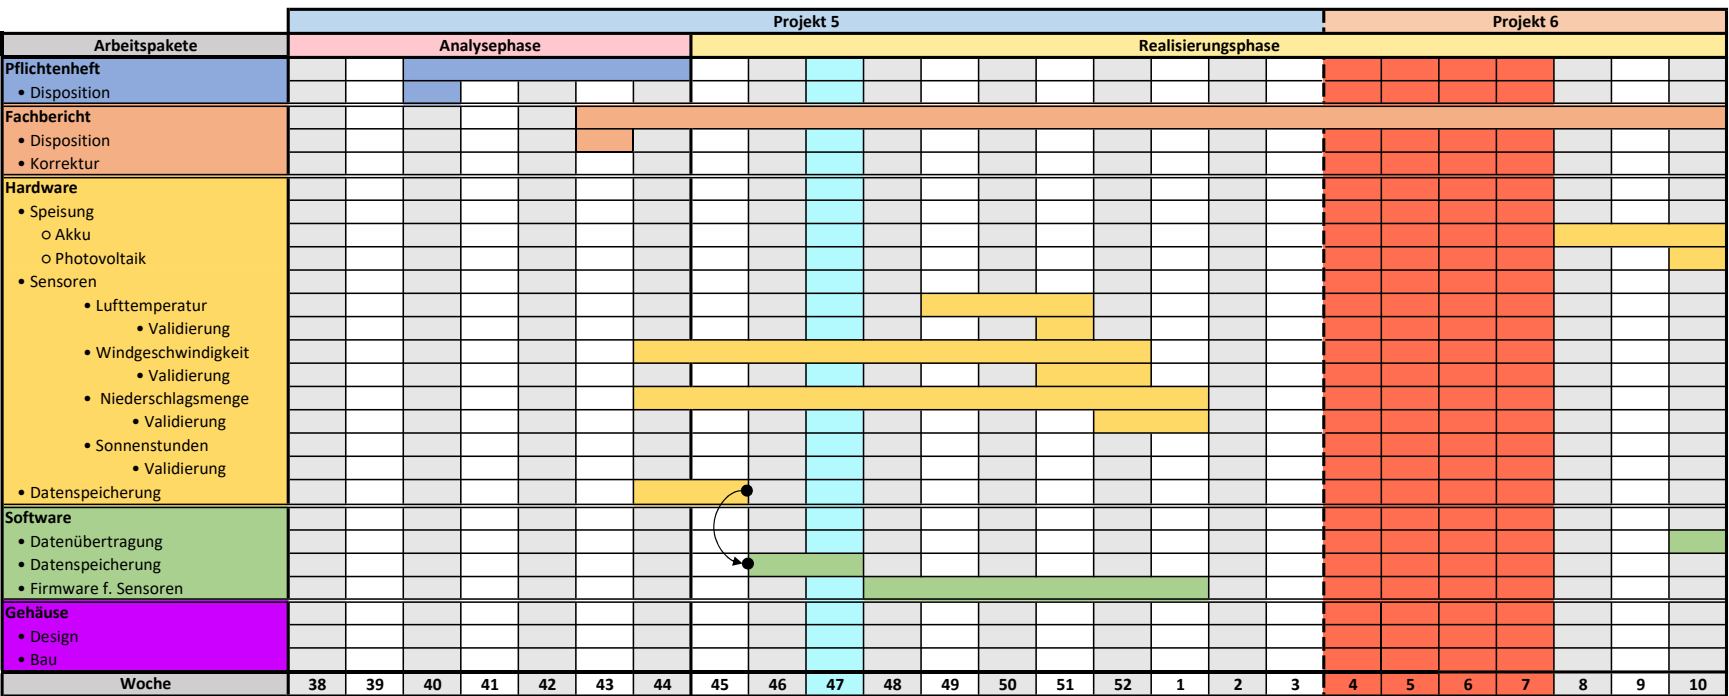 Projekt 5 Projekt 6
Arbeitspakete Analysephase Realisierungsphase
Pflichtenheft
• Disposition
Fachbericht
• Disposition
• Korrektur
Hardware
• Speisung
o Akku
o Photovoltaik
• Sensoren
• Lufttemperatur
• Validierung
• Windgeschwindigkeit
• Validierung
• Niederschlagsmenge
• Validierung
• Sonnenstunden
• Validierung
• Datenspeicherung
Software
• Datenübertragung
• Datenspeicherung
• Firmware f. Sensoren
Gehäuse
• Design
• Bau
Woche 38 39 40 41 42 43 44 45 46 47 48 49 50 51 52 1 2 3 4 5 6 7 8 9 10